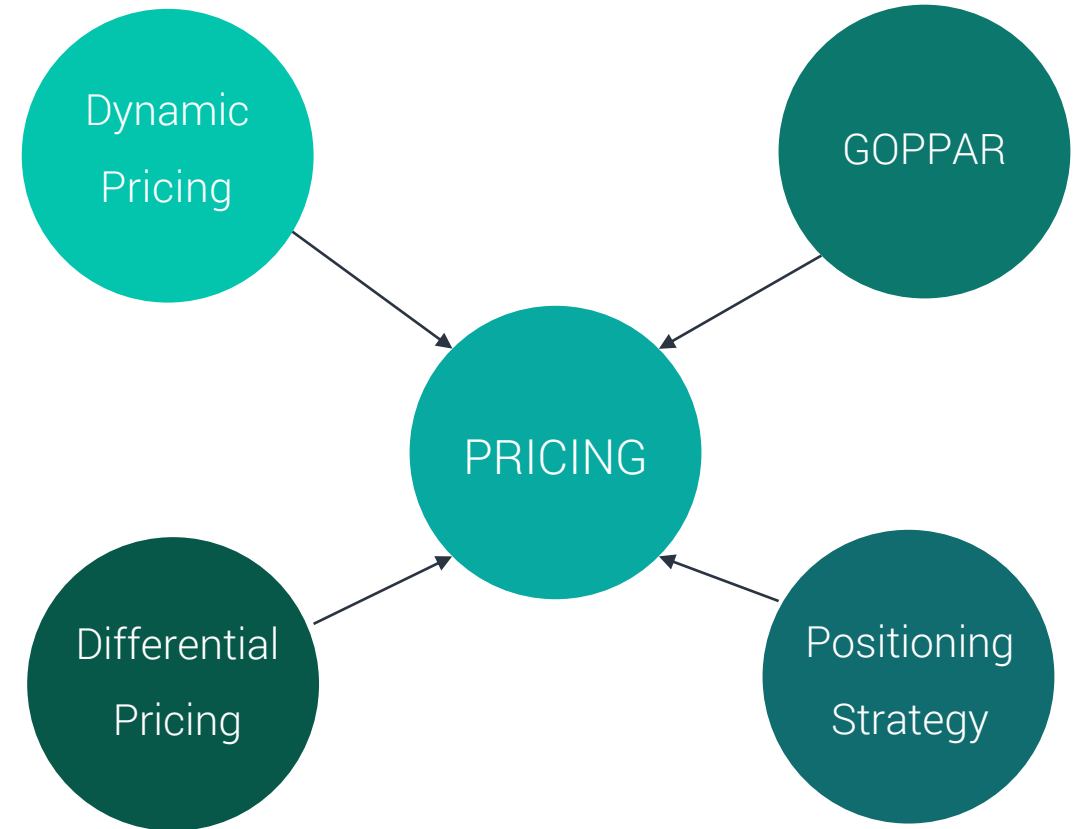 Dynamic
Pricing
GOPPAR
PRICING
Differential
Pricing
Positioning
Strategy